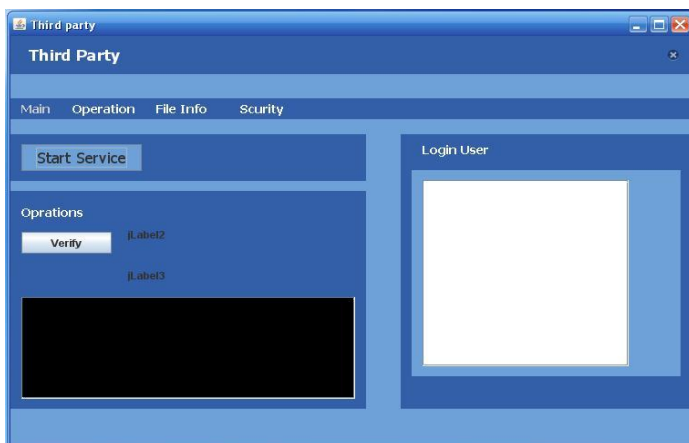 Third party
Third Party
Main Operation File Info Scurity
Start Service
Login User
Oprations
Verify jLabel2
jLabel3